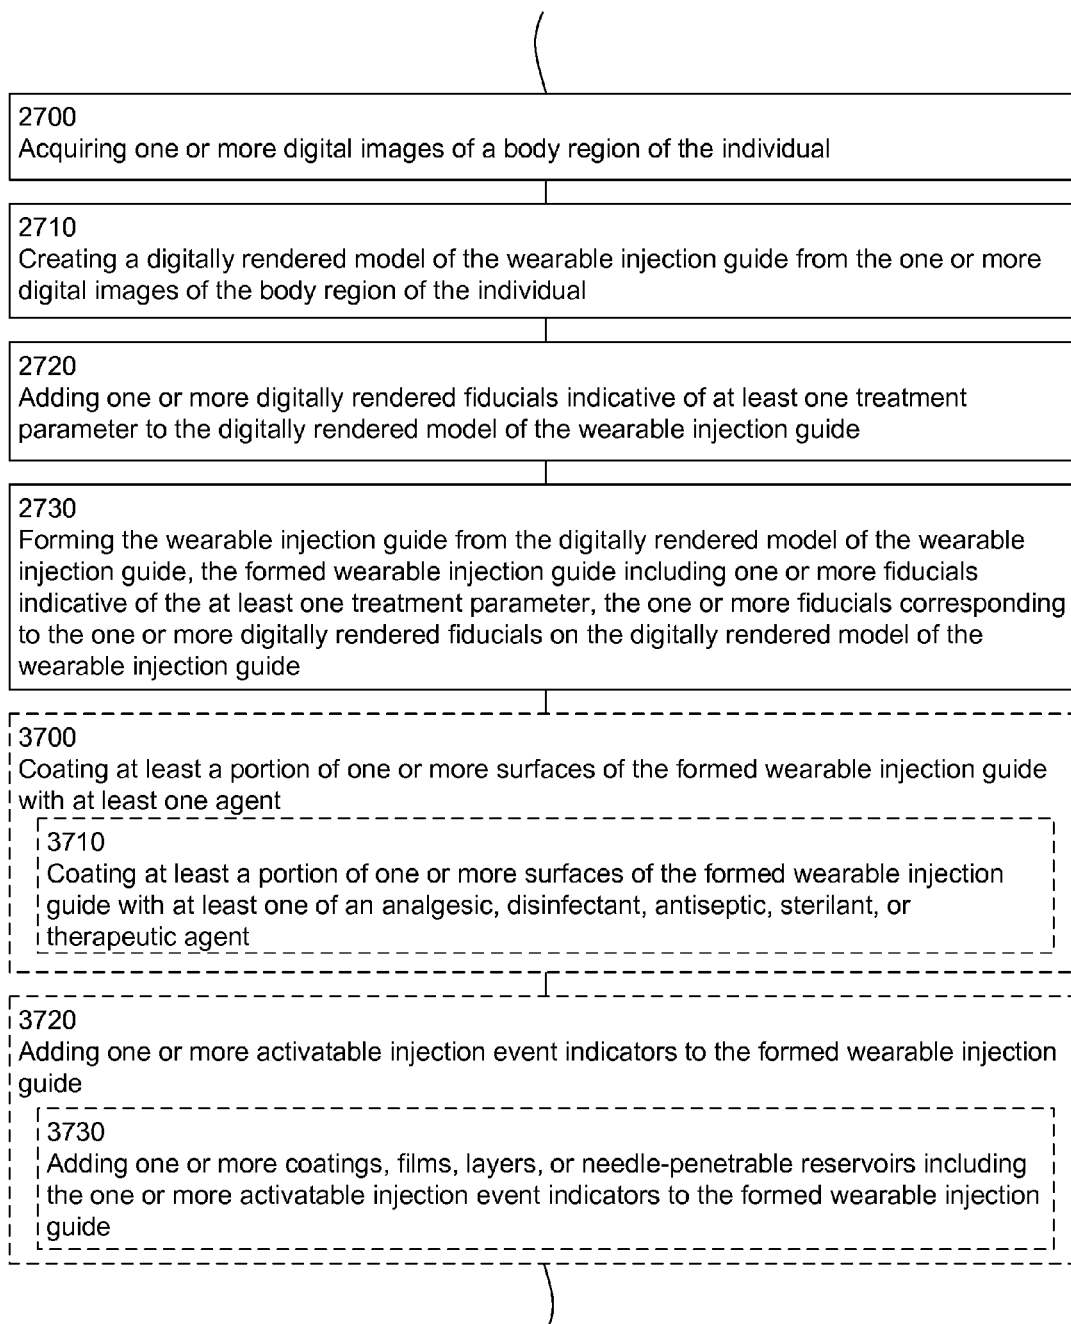 2700
Acquiring one or more digital images of a body region of the individual
2710
Creating a digitally rendered model of the wearable injection guide from the one or more
digital images of the body region of the individual
2720
Adding one or more digitally rendered fiducials indicative of at least one treatment
parameter to the digitally rendered model of the wearable injection guide
2730
Forming the wearable injection guide from the digitally rendered model of the wearable
injection guide, the formed wearable injection guide including one or more fiducials
indicative of the at least one treatment parameter, the one or more fiducials corresponding
to the one or more digitally rendered fiducials on the digitally rendered model of the
wearable injection guide
3700
Coating at least a portion of one or more surfaces of the formed wearable injection guide
with at least one agent
3710
Coating at least a portion of one or more surfaces of the formed wearable injection
guide with at least one of an analgesic, disinfectant, antiseptic, sterilant, or
therapeutic agent
3720
Adding one or more activatable injection event indicators to the formed wearable injection
guide
3730
Adding one or more coatings, films, layers, or needle-penetrable reservoirs including
the one or more activatable injection event indicators to the formed wearable injection
guide